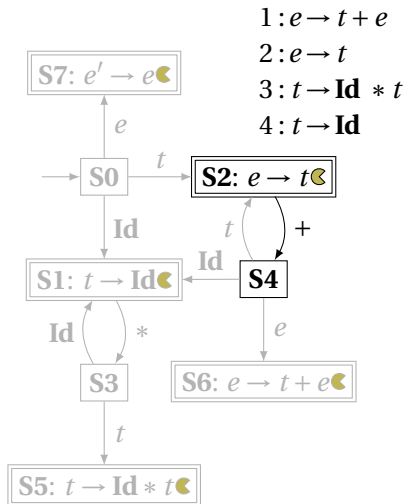 1 : e → t + e
2 : e → t
3 : t → Id * t
4 : t → Id
S7: e′ → e
e
S0
t
S2: e → t
Id
t
+
S1: t → Id
Id
S4
Id
*
e
S3
S6: e → t + e
t
S5: t → Id * t